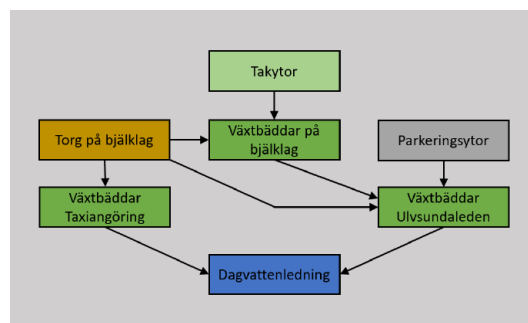 Takytor
Torg på bjälklag
Växtbäddar på
bjälklag
Parkeringsytor
Växtbäddar
Taxiangöring
Växtbäddar
Ulvsundaleden
Dagvattenledning